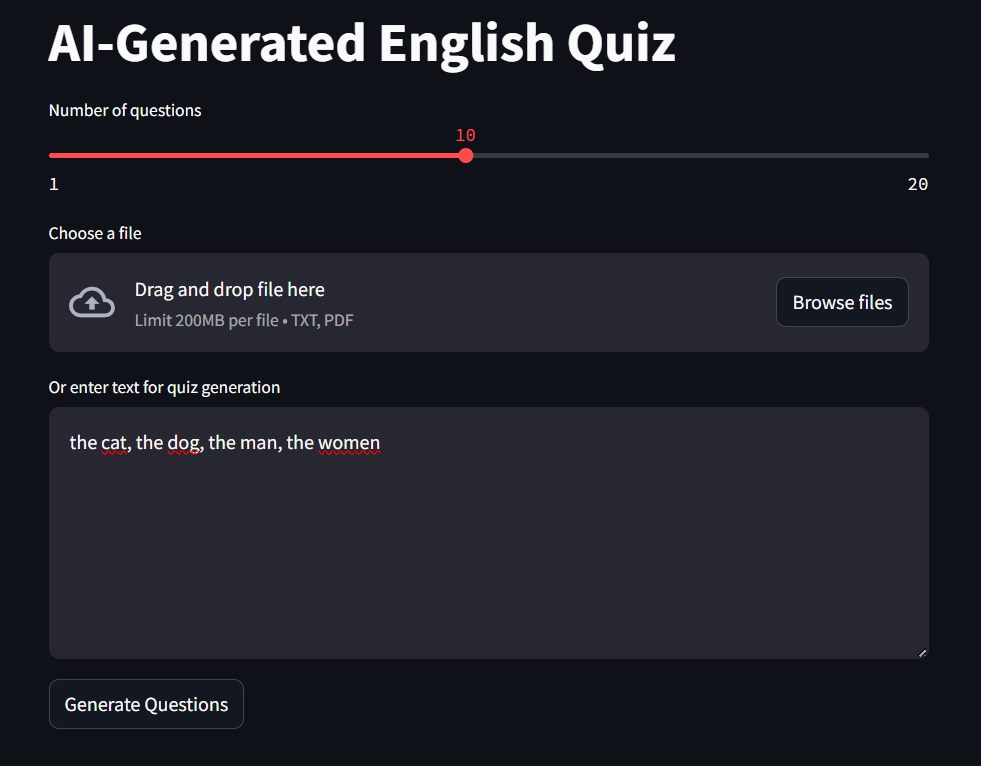 AI-Generated English Quiz
Number of questions
10
1 20
Choose a file
Drag and drop file here
Limit 200MB per file • TXT, PDF
Browse files
Or enter text for quiz generation
the cat, the dog, the man, the women
Generate Questions